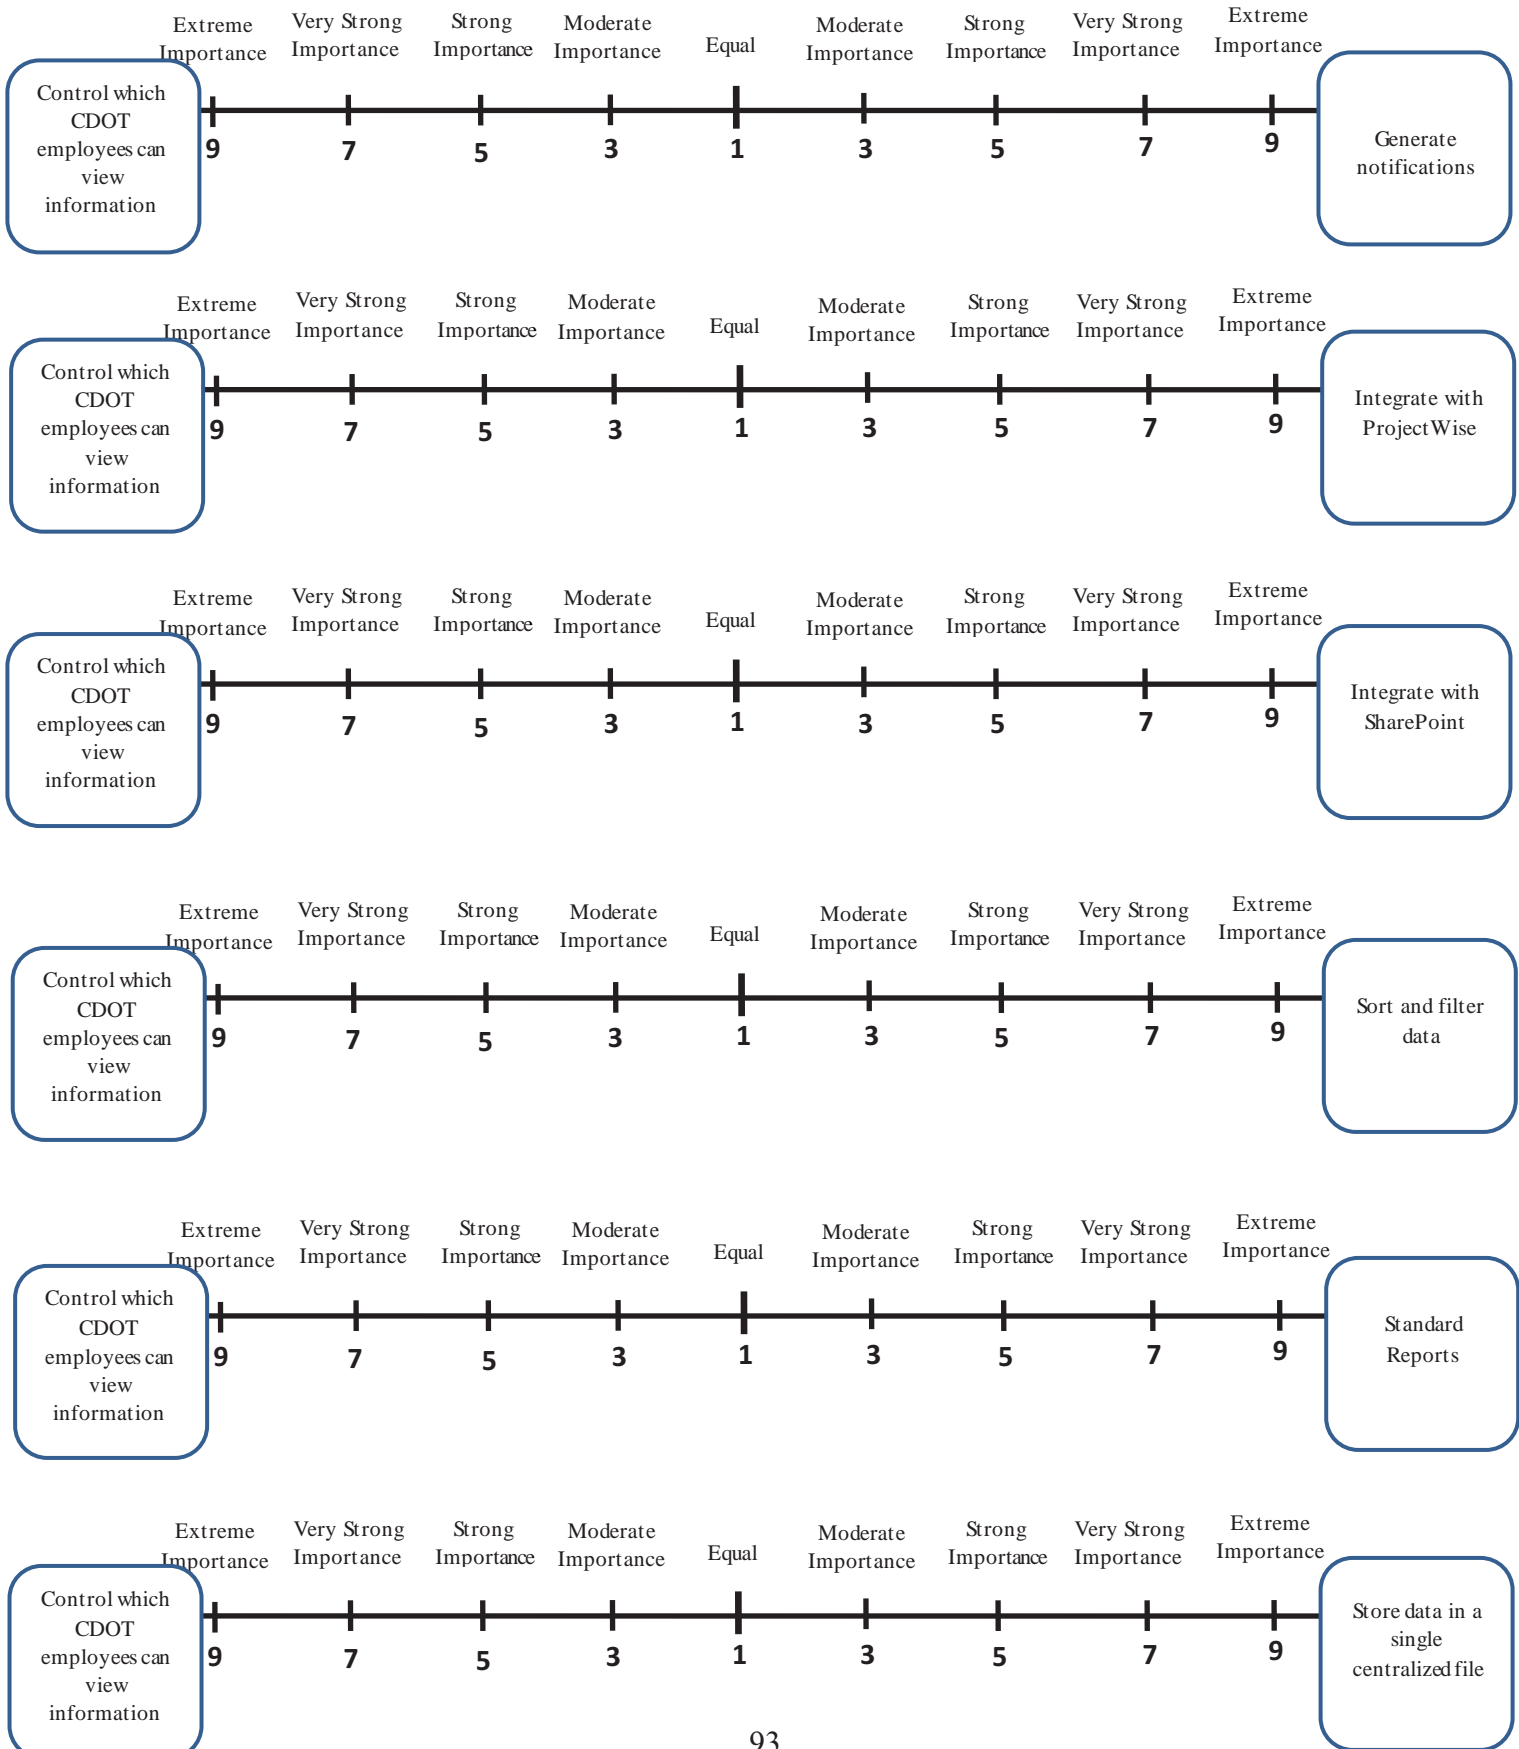 Extreme Importance
Very Strong Importance
Strong Importance
Moderate Importance
Equal
Moderate Importance
Strong Importance
Very Strong Importance
Extreme Importance
Control which
CDOT
employees can
view
information
9 7 5 3 1 3 5 7 9
Generate
notifications
Extreme Importance
Very Strong Importance
Strong Importance
Moderate Importance
Equal
Moderate Importance
Strong Importance
Very Strong Importance
Extreme Importance
Control which
CDOT
employees can
view
information
9 7 5 3 1 3 5 7 9
Integrate with
ProjectWise
Extreme Importance
Very Strong Importance
Strong Importance
Moderate Importance
Equal
Moderate Importance
Strong Importance
Very Strong Importance
Extreme Importance
Control which
CDOT
employees can
view
information
9 7 5 3 1 3 5 7 9
Integrate with
SharePoint
Extreme Importance
Very Strong Importance
Strong Importance
Moderate Importance
Equal
Moderate Importance
Strong Importance
Very Strong Importance
Extreme Importance
Control which
CDOT
employees can
view
information
9 7 5 3 1 3 5 7 9
Sort and filter
data
Extreme Importance
Very Strong Importance
Strong Importance
Moderate Importance
Equal
Moderate Importance
Strong Importance
Very Strong Importance
Extreme Importance
Control which
CDOT
employees can
view
information
9 7 5 3 1 3 5 7 9
Standard
Reports
Extreme Importance
Very Strong Importance
Strong Importance
Moderate Importance
Equal
Moderate Importance
Strong Importance
Very Strong Importance
Extreme Importance
Control which
CDOT
employees can
view
information
9 7 5 3 1 3 5 7 9
Store data in a
single
centralized file
93